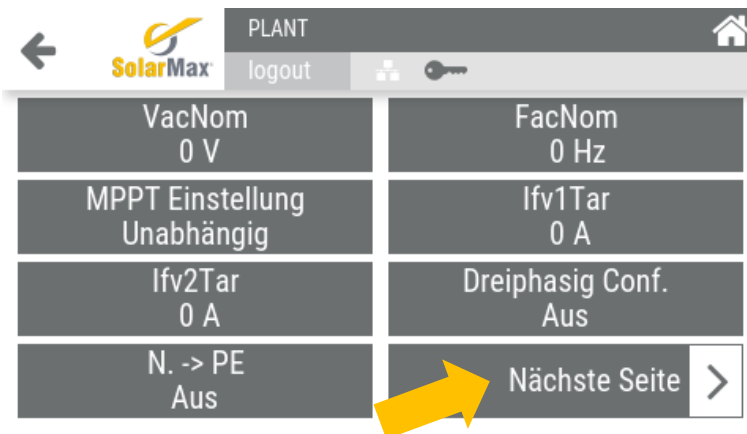 PLANT
SolarMax
logout
VacNom
0 V
FacNom
0 Hz
MPPT Einstellung
Unabhängig
Ifv1Tar
0 A
Ifv2Tar
0 A
Dreiphasig Conf.
Aus
N. -> PE
Aus
Nächste Seite